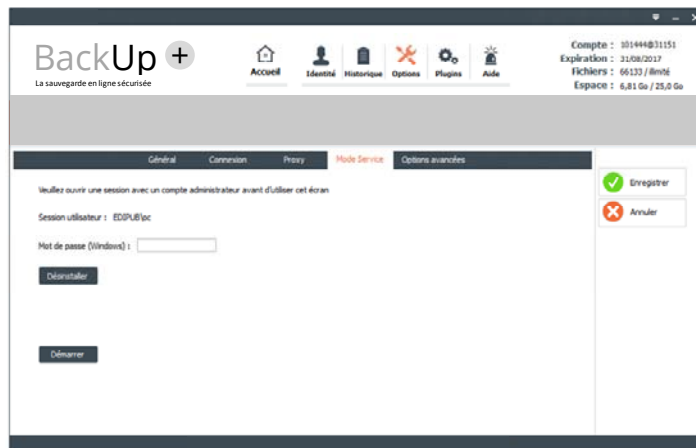 BackUp +
La sauvegarde en ligne sécurisée
Accueil
Identité
Historique
Options
Plugins
Aide
Compte : 101444@31151
Expiration : 31/08/2017
Fichiers : 66133 / illimité
Espace : 6,81 Go / 25,0 Go
Général
Connexion
Proxy
Mode Service
Options avancées
Veuillez ouvrir une session avec un compte administrateur avant d'utiliser cet écran
Session utilisateur : EDIPUB\pc
Mot de passe (Windows) :
Désinstaller
Démarrer
Enregistrer
Annuler